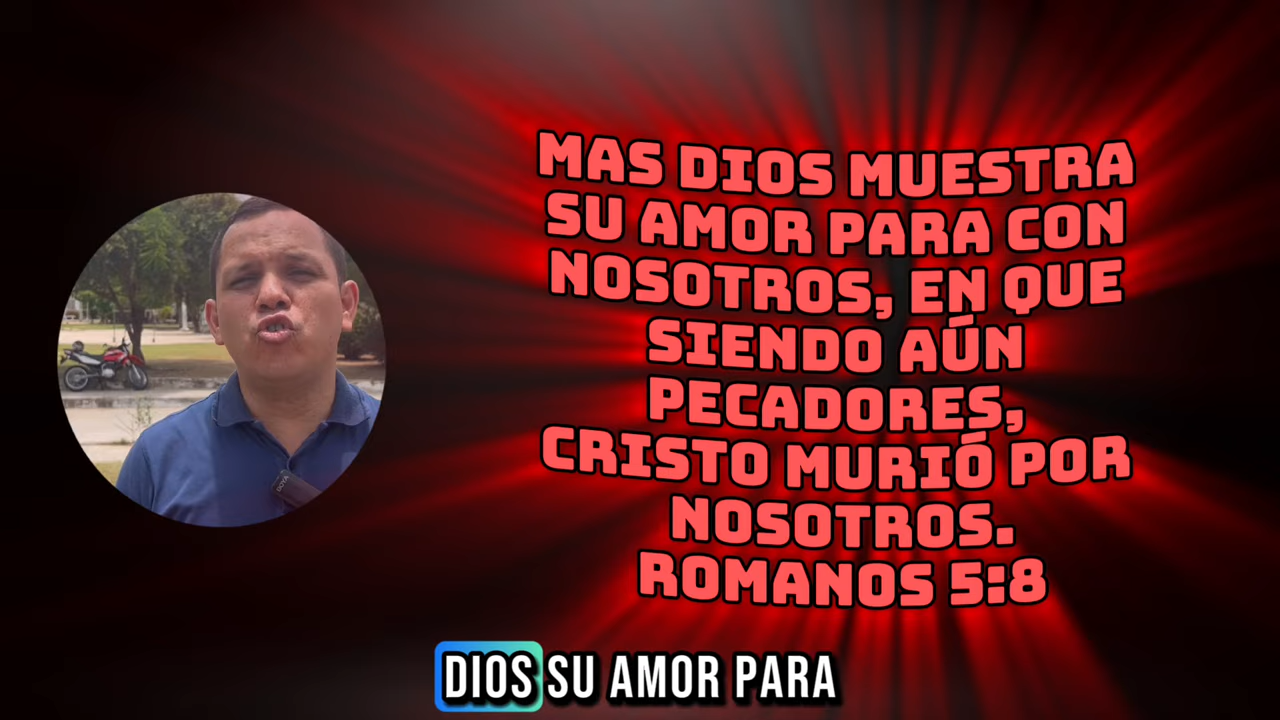 MAS DIOS MUESTRA
SU AMOR PARA CON
NOSOTROS, EN QUE
SIENDO AÚN
PECADORES,
CRISTO MURIÓ POR
NOSOTROS.
ROMANOS 5:8
BOYA
DIOS SU AMOR PARA